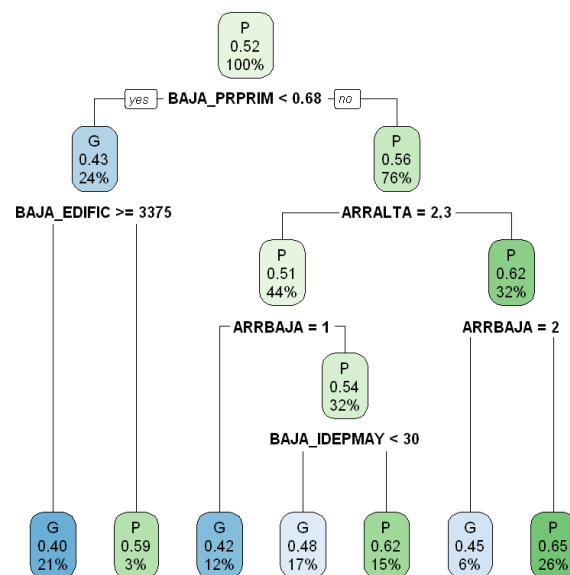 P
0.52
100%
yes BAJA_PRPRIM < 0.68 no
G
0.43
24%
P
0.56
76%
BAJA_EDIFIC >= 3375
ARRALTA = 2,3
P
0.51
44%
P
0.62
32%
ARRBAJA = 1
ARRBAJA = 2
P
0.54
32%
BAJA_IDEPMAY < 30
G
0.40
21%
P
0.59
3%
G
0.42
12%
G
0.48
17%
P
0.62
15%
G
0.45
6%
P
0.65
26%